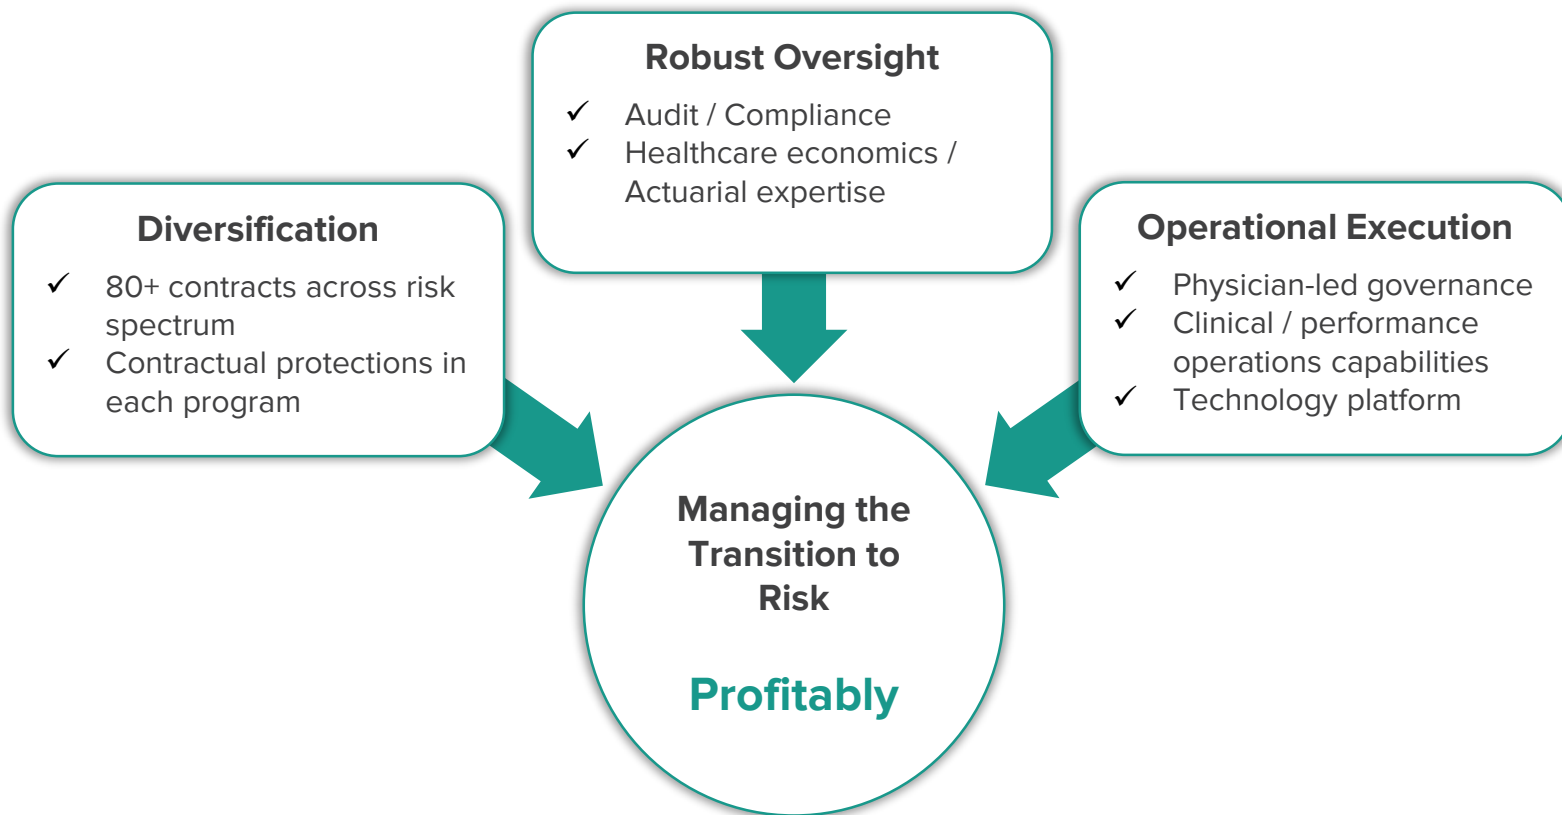 Robust Oversight
✓ Audit / Compliance
✓ Healthcare economics /
Actuarial expertise
Diversification
✓ 80+ contracts across risk
spectrum
✓ Contractual protections in
each program
Operational Execution
✓ Physician-led governance
✓ Clinical / performance
operations capabilities
✓ Technology platform
Managing the
Transition to
Risk
Profitably